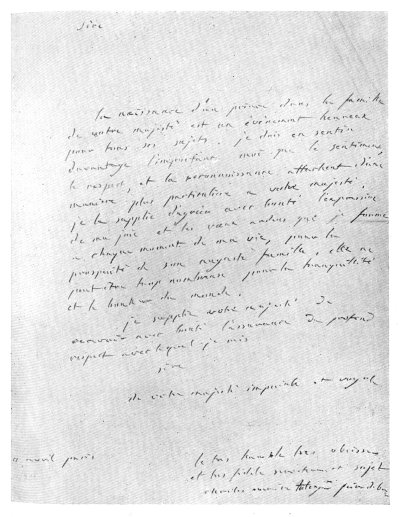 Sire
la naissance d'un prince dans la famille
de votre majesté est un événement heureux
pour tous ses sujets. je dois en sentir
davantage l'importance moi que le sentiment,
le respect, et la reconnaissance attachent d'une
manière plus particulière a votre majesté.
je la supplie d'agréer avec bonté l'expression
de ma joie et les vœux ardens que je forme
a chaque moment de ma vie, pour la
prosperité de son auguste famille, elle ne
peut être trop nombreuse pour la tranquillité
et le bonheur du monde.
je supplie votre majesté de
recevoir avec bonté l'assurance du profond
respect avec lequel je suis
sire
de votre majesté impériale et royale
avril paris
le tres humble tres obeissant
et tres fidele serviteur et sujet
charles maurice